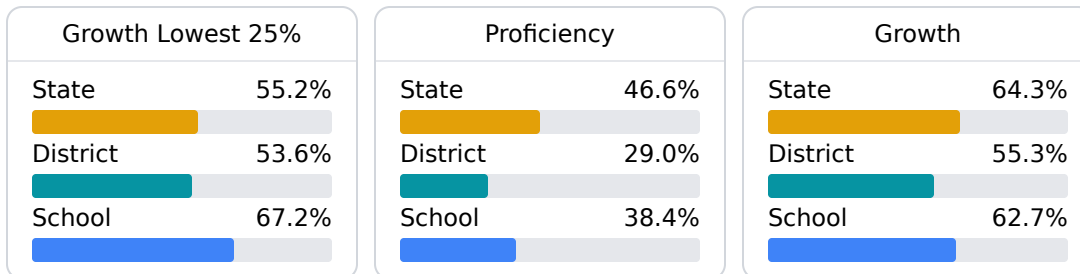 Growth Lowest 25%
State 55.2%
District 53.6%
School 67.2%
Proficiency
State 46.6%
District 29.0%
School 38.4%
Growth
State 64.3%
District 55.3%
School 62.7%